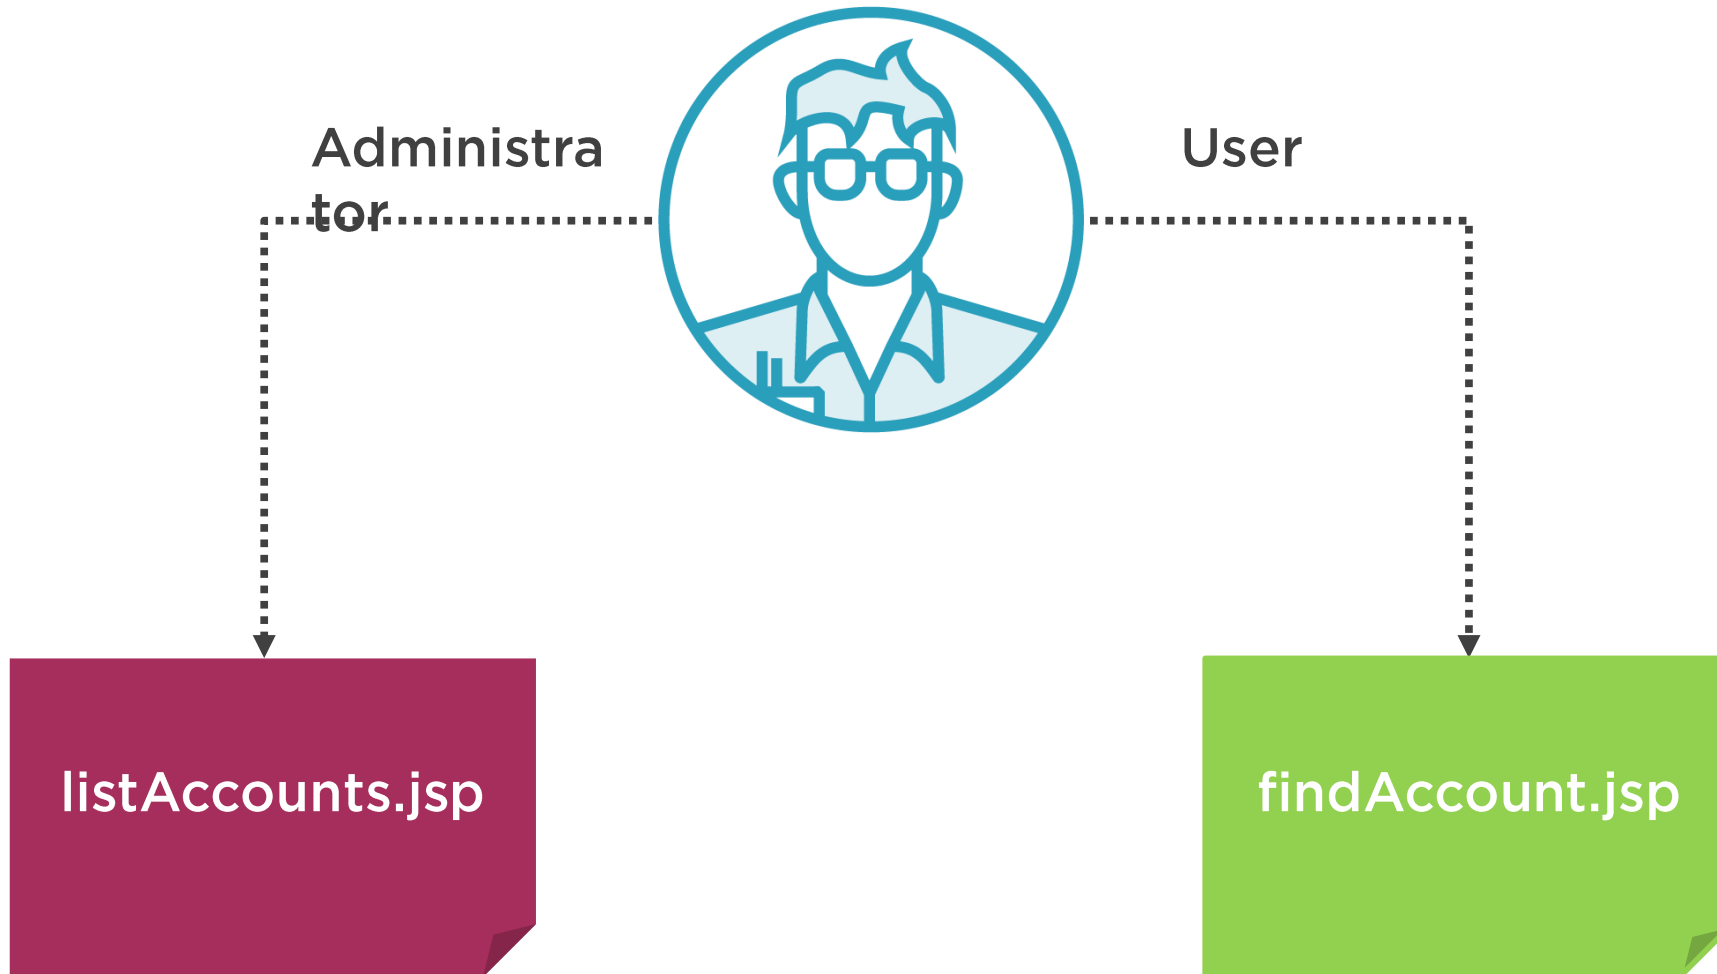 Administra
tor
User
listAccounts.jsp
findAccount.jsp